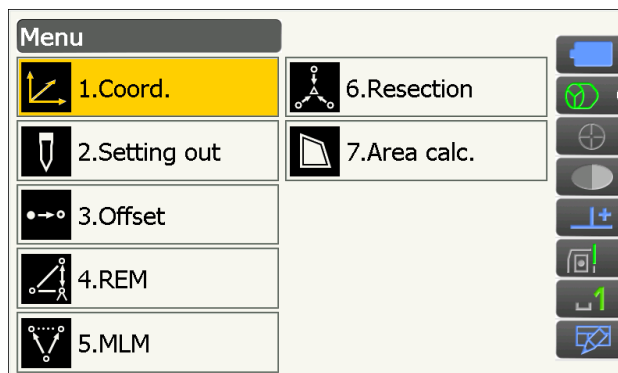 Menu
1.Coord.
2.Setting out
3.Offset
4.REM
5.MLM
6.Resection
7.Area calc.
1